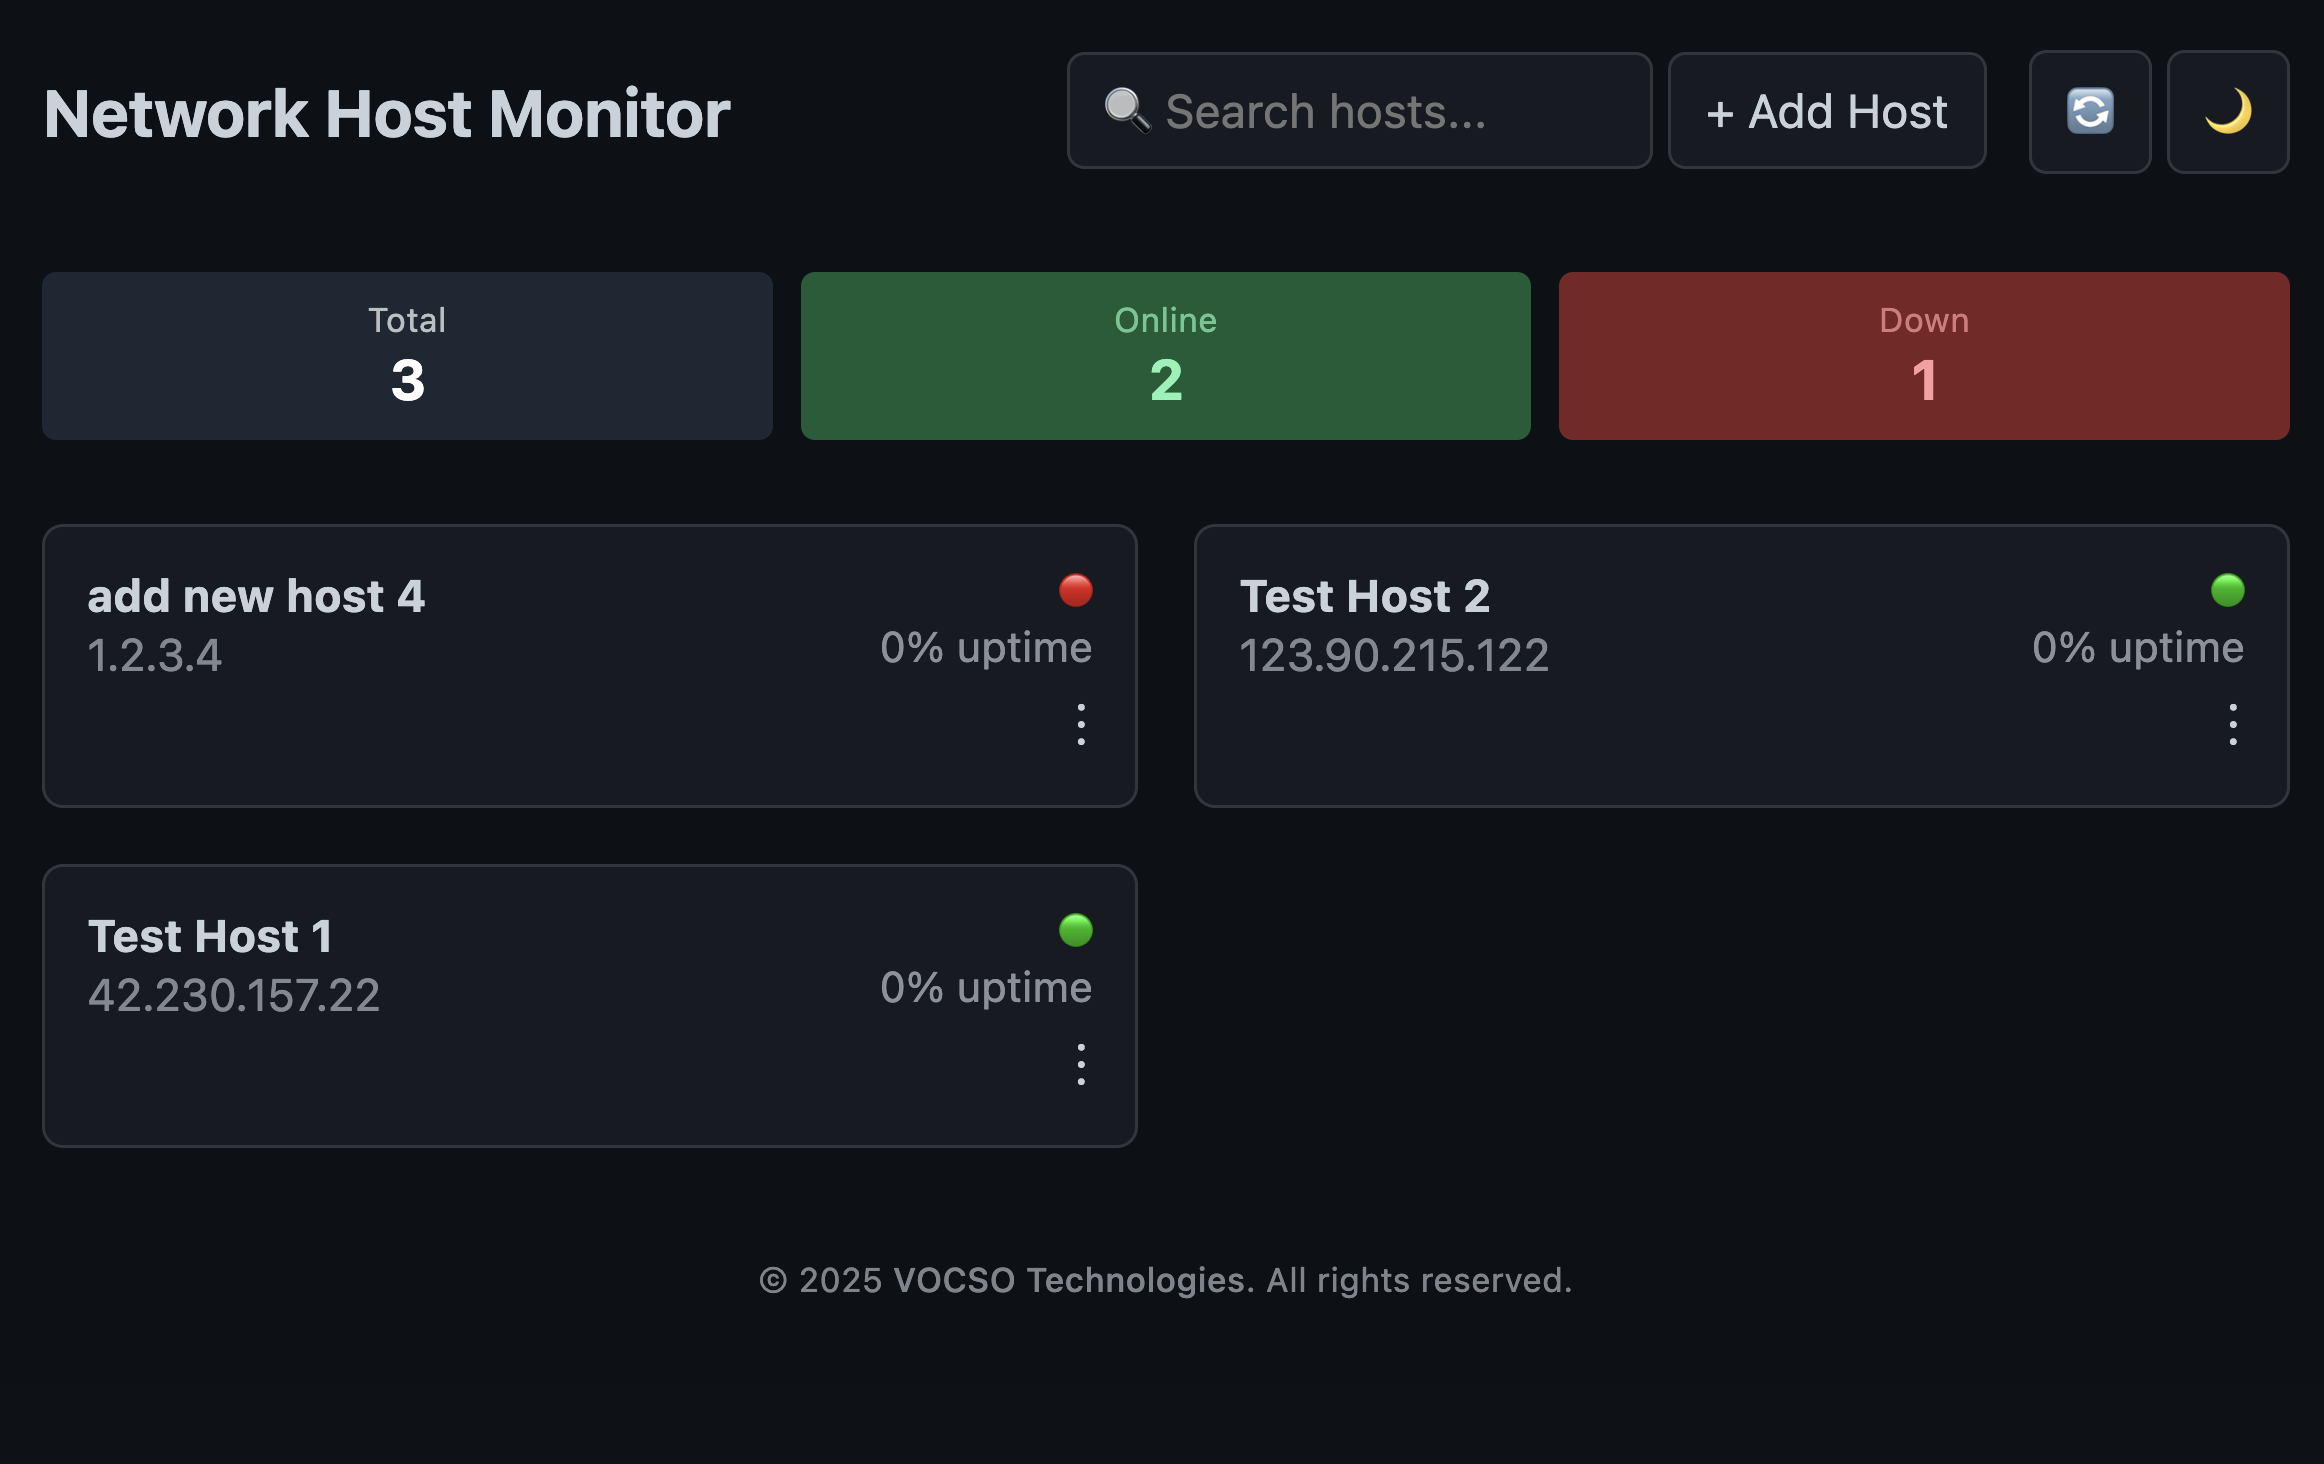 Network Host Monitor
🔍 Search hosts...
+ Add Host
Total
3
Online
2
Down
1
add new host 4
1.2.3.4
0% uptime
Test Host 2
123.90.215.122
0% uptime
Test Host 1
42.230.157.22
0% uptime
© 2025 VOCSO Technologies. All rights reserved.